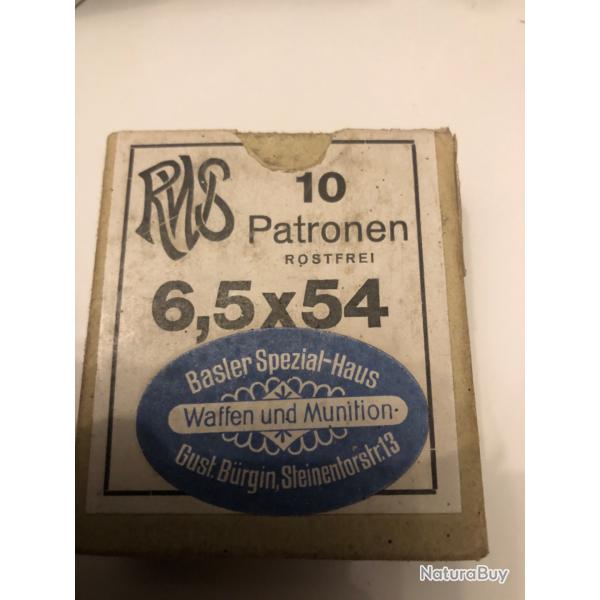 RWS
10
Patronen
ROSTFREI
6,5x54
Basler Spezial-Haus
Waffen und Munition
Gust. Bürgin, Steinentorstr. 13
NaturaBuy